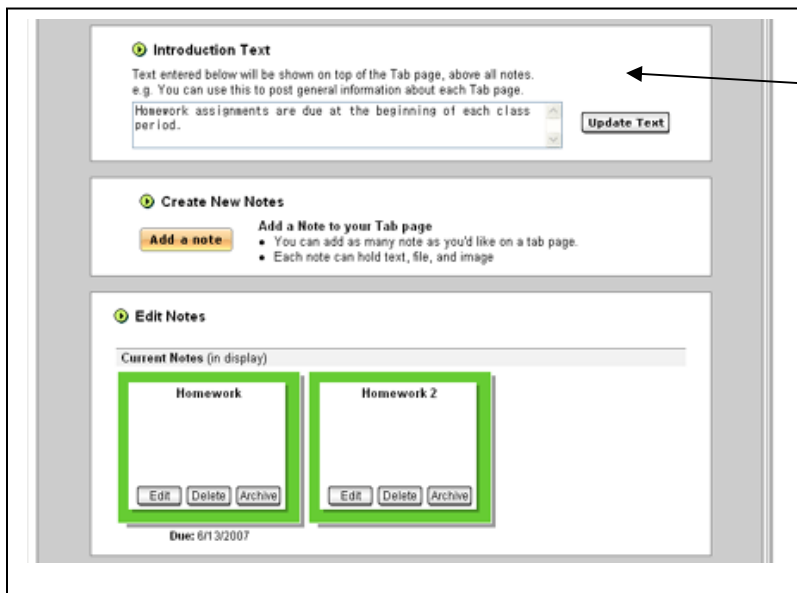 Introduction Text
Text entered below will be shown on top of the Tab page, above all notes.
e.g. You can use this to post general information about each Tab page.
Homework assignments are due at the beginning of each class
period.
Update Text
Create New Notes
Add a note
Add a Note to your Tab page
• You can add as many note as you'd like on a tab page.
• Each note can hold text, file, and image
Edit Notes
Current Notes (in display)
Homework
Homework 2
Edit Delete Archive
Edit Delete Archive
Due: 6/13/2007